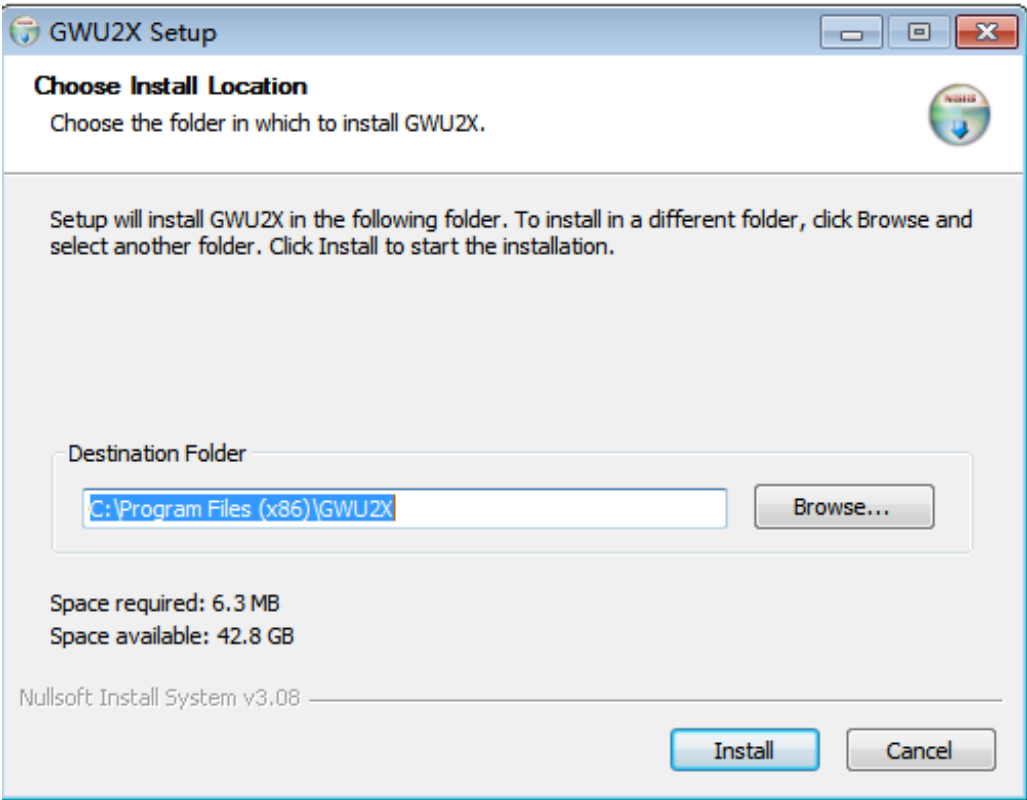 GWU2X Setup
Choose Install Location
Choose the folder in which to install GWU2X.
Setup will install GWU2X in the following folder. To install in a different folder, click Browse and
select another folder. Click Install to start the installation.
Destination Folder
C:\Program Files (x86)\GWU2X
Browse...
Space required: 6.3 MB
Space available: 42.8 GB
Nullsoft Install System v3.08
Install
Cancel